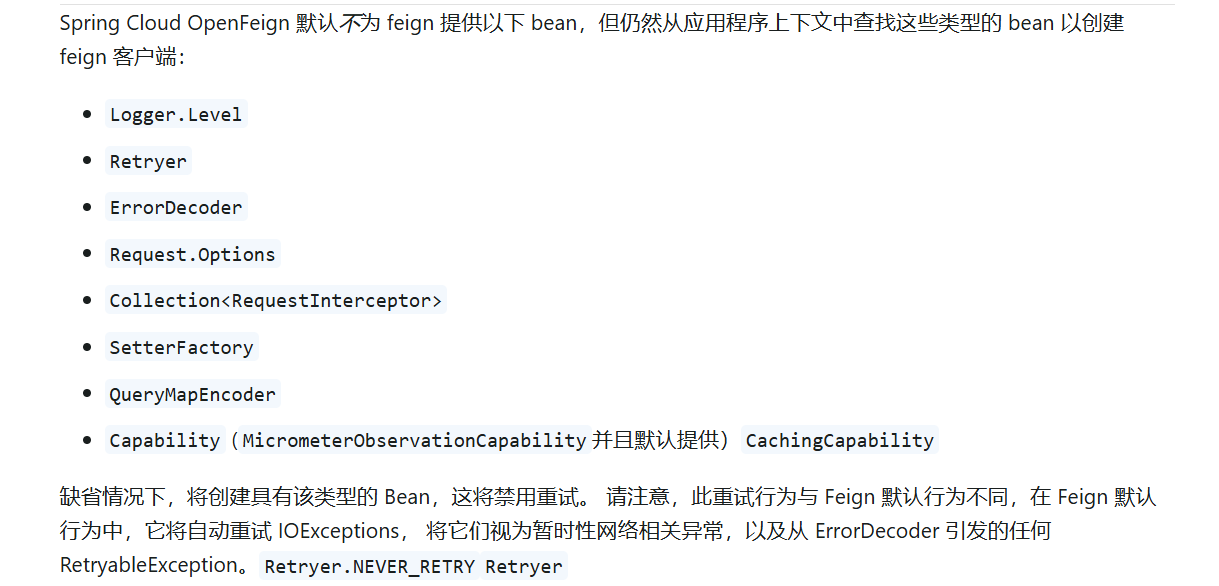 Spring Cloud OpenFeign 默认不为 feign 提供以下 bean，但仍然从应用程序上下文中查找这些类型的 bean 以创建
feign 客户端：
Logger.Level
Retryer
ErrorDecoder
Request.Options
Collection<RequestInterceptor>
SetterFactory
QueryMapEncoder
Capability（MicrometerObservationCapability 并且默认提供） CachingCapability
缺省情况下，将创建具有该类型的 Bean，这将禁用重试。 请注意，此重试行为与 Feign 默认行为不同，在 Feign 默认
行为中，它将自动重试 IOExceptions， 将它们视为暂时性网络相关异常，以及从 ErrorDecoder 引发的任何
RetryableException。 Retryer.NEVER_RETRY Retryer